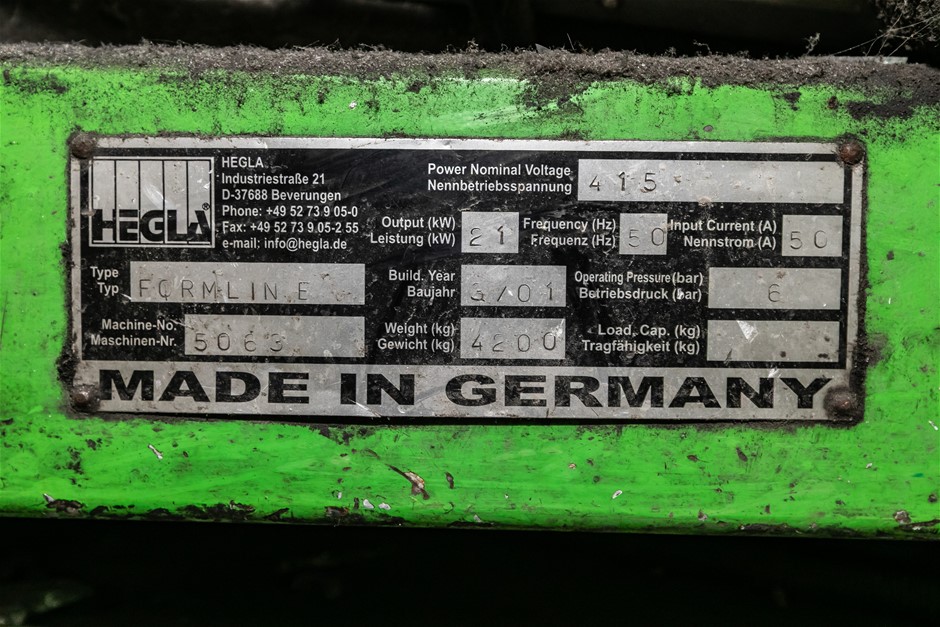 HEGLA
HEGLA
Industriestraße 21
D-37688 Beverungen
Phone: +49 52 73 9 05-0
Fax: +49 52 73 9 05-2 55
e-mail: info@hegla.de
Power Nominal Voltage
Nennbetriebsspannung
415
Output (kW)
Leistung (kW)
21
Frequency (Hz)
Frequenz (Hz)
50
Input Current (A)
Nennstrom (A)
50
Type
Typ
FORMLINE
Build. Year
Baujahr
3/01
Operating Pressure (bar)
Betriebsdruck (bar)
6
Machine-No.
Maschinen-Nr.
5063
Weight (kg)
Gewicht (kg)
4200
Load. Cap. (kg)
Tragfähigkeit (kg)
MADE IN GERMANY